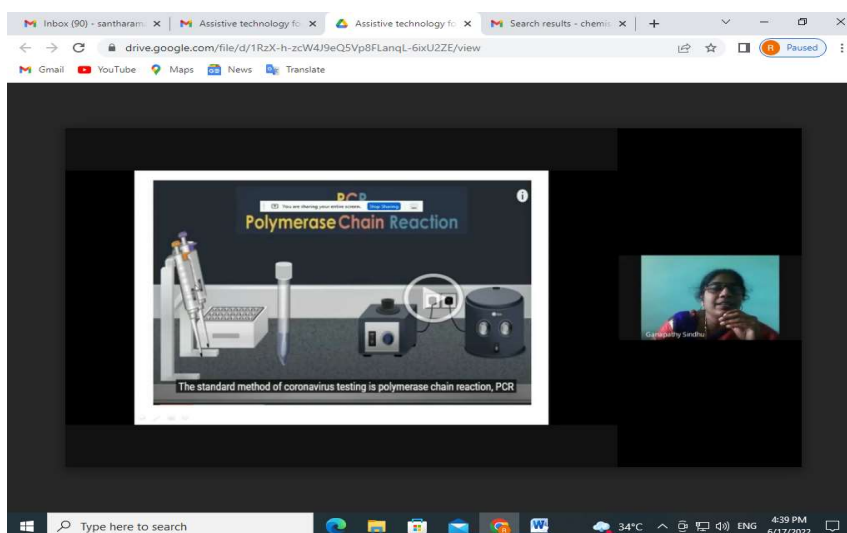 Inbox (90) - santharam
Assistive technology fo
Assistive technology fo
Search results - chemis
drive.google.com/file/d/1RzX-h-zcW4J9eQ5Vp8FLanqL-6ixU2ZE/view
R Paused
Gmail
YouTube
Maps
News
Translate
PCR
You are sharing your entire screen.
Stop Sharing
Polymerase Chain Reaction
The standard method of coronavirus testing is polymerase chain reaction, PCR
Ganapathy Sindhu
Type here to search
34°C
ENG
4:39 PM
6/17/2022